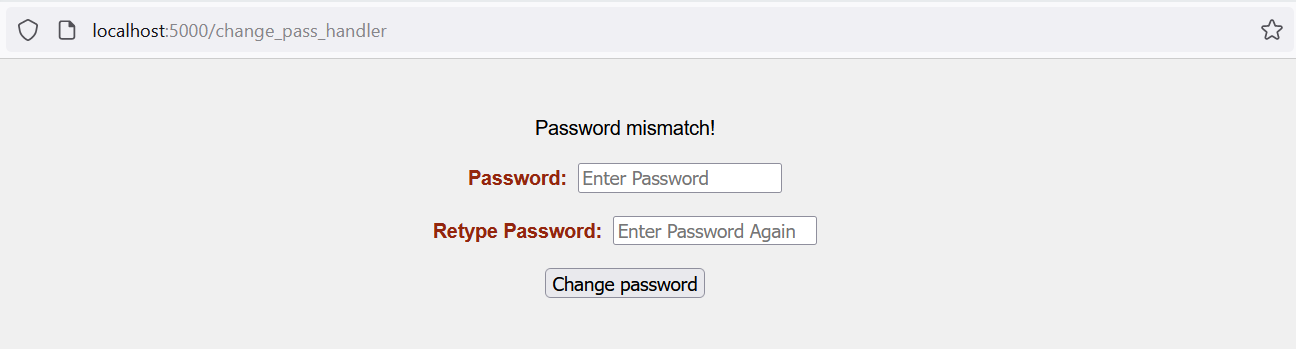 localhost:5000/change_pass_handler
Password mismatch!
Password: Enter Password
Retype Password: Enter Password Again
Change password